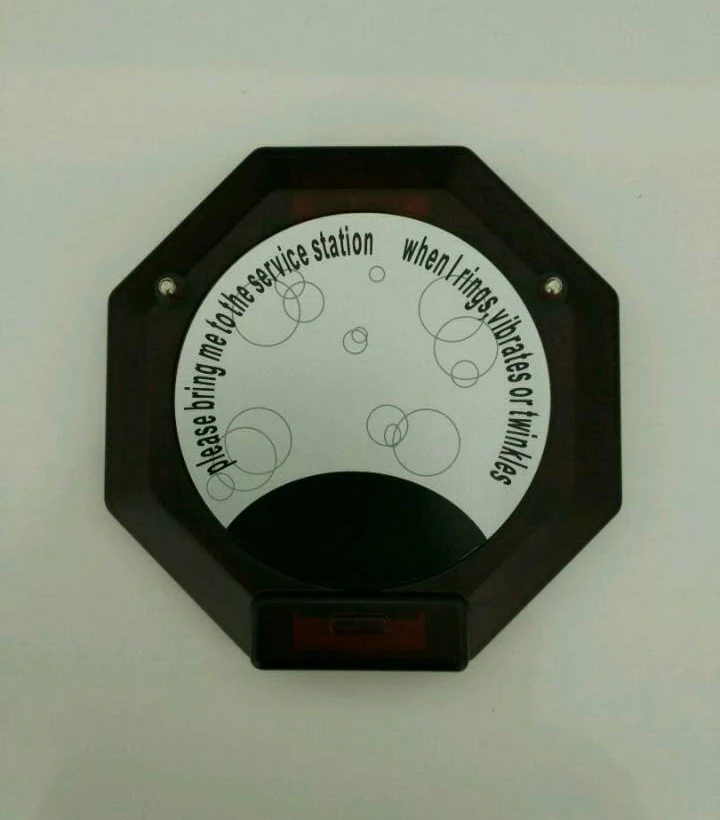 please bring me to the service station when I rings,vibrates or twinkles